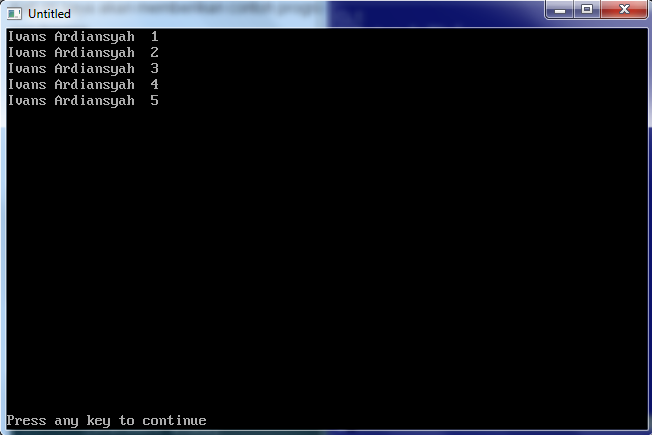 Untitled
Ivans Ardiansyah  1
Ivans Ardiansyah  2
Ivans Ardiansyah  3
Ivans Ardiansyah  4
Ivans Ardiansyah  5
Press any key to continue